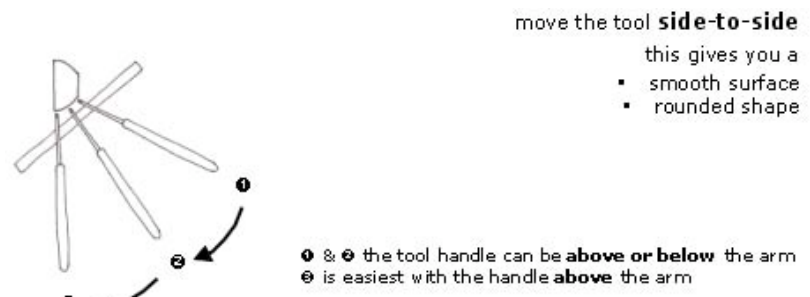 move the tool side-to-side
this gives you a
▪ smooth surface
▪ rounded shape
❶
❷
❶ & ❷ the tool handle can be above or below the arm
❸ is easiest with the handle above the arm